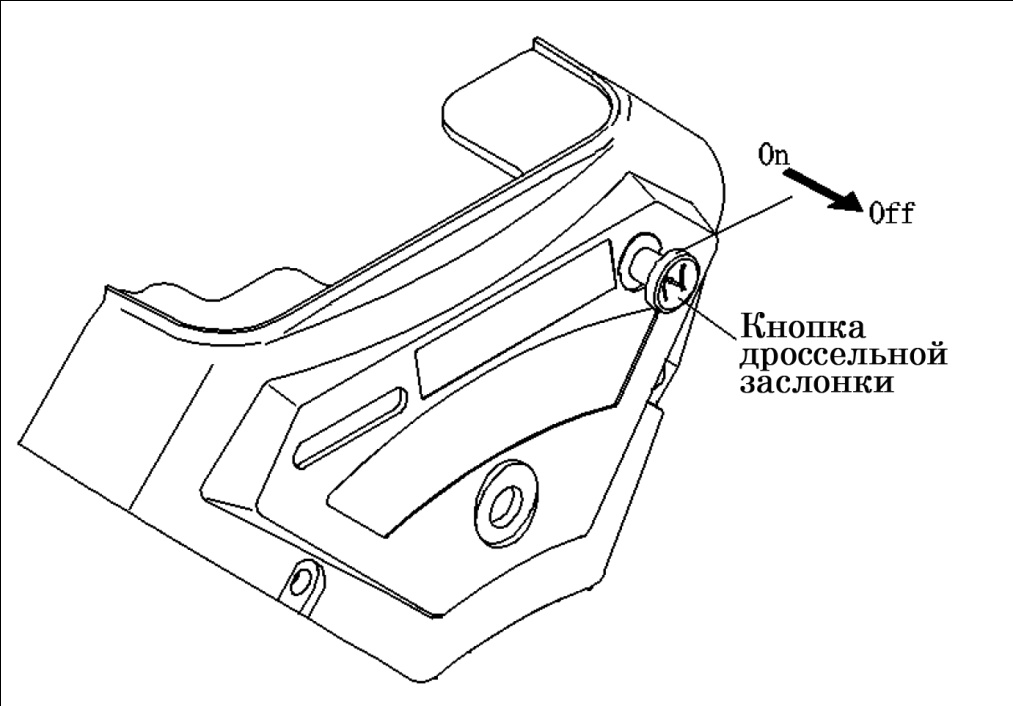 On
Off
Кнопка
дроссельной
заслонки